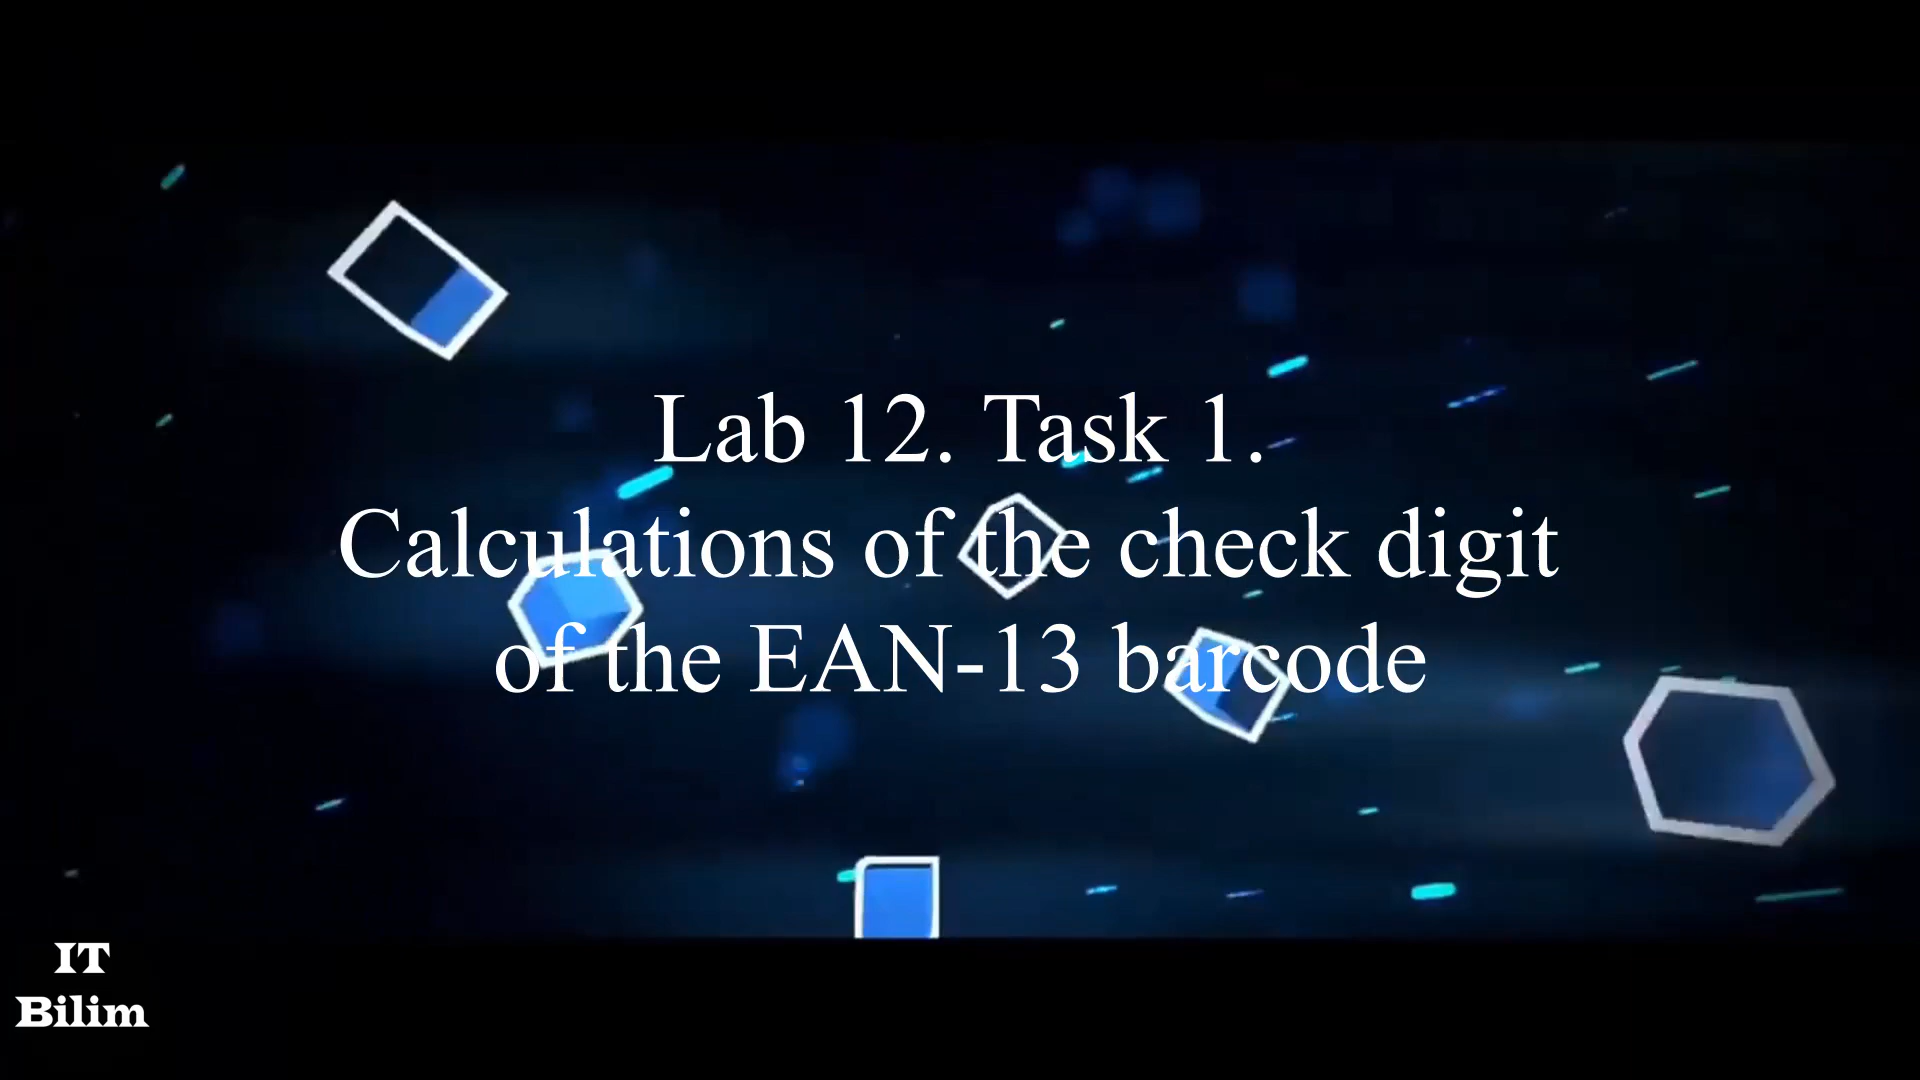 Lab 12. Task 1.
Calculations of the check digit
of the EAN-13 barcode
IT
Bilim